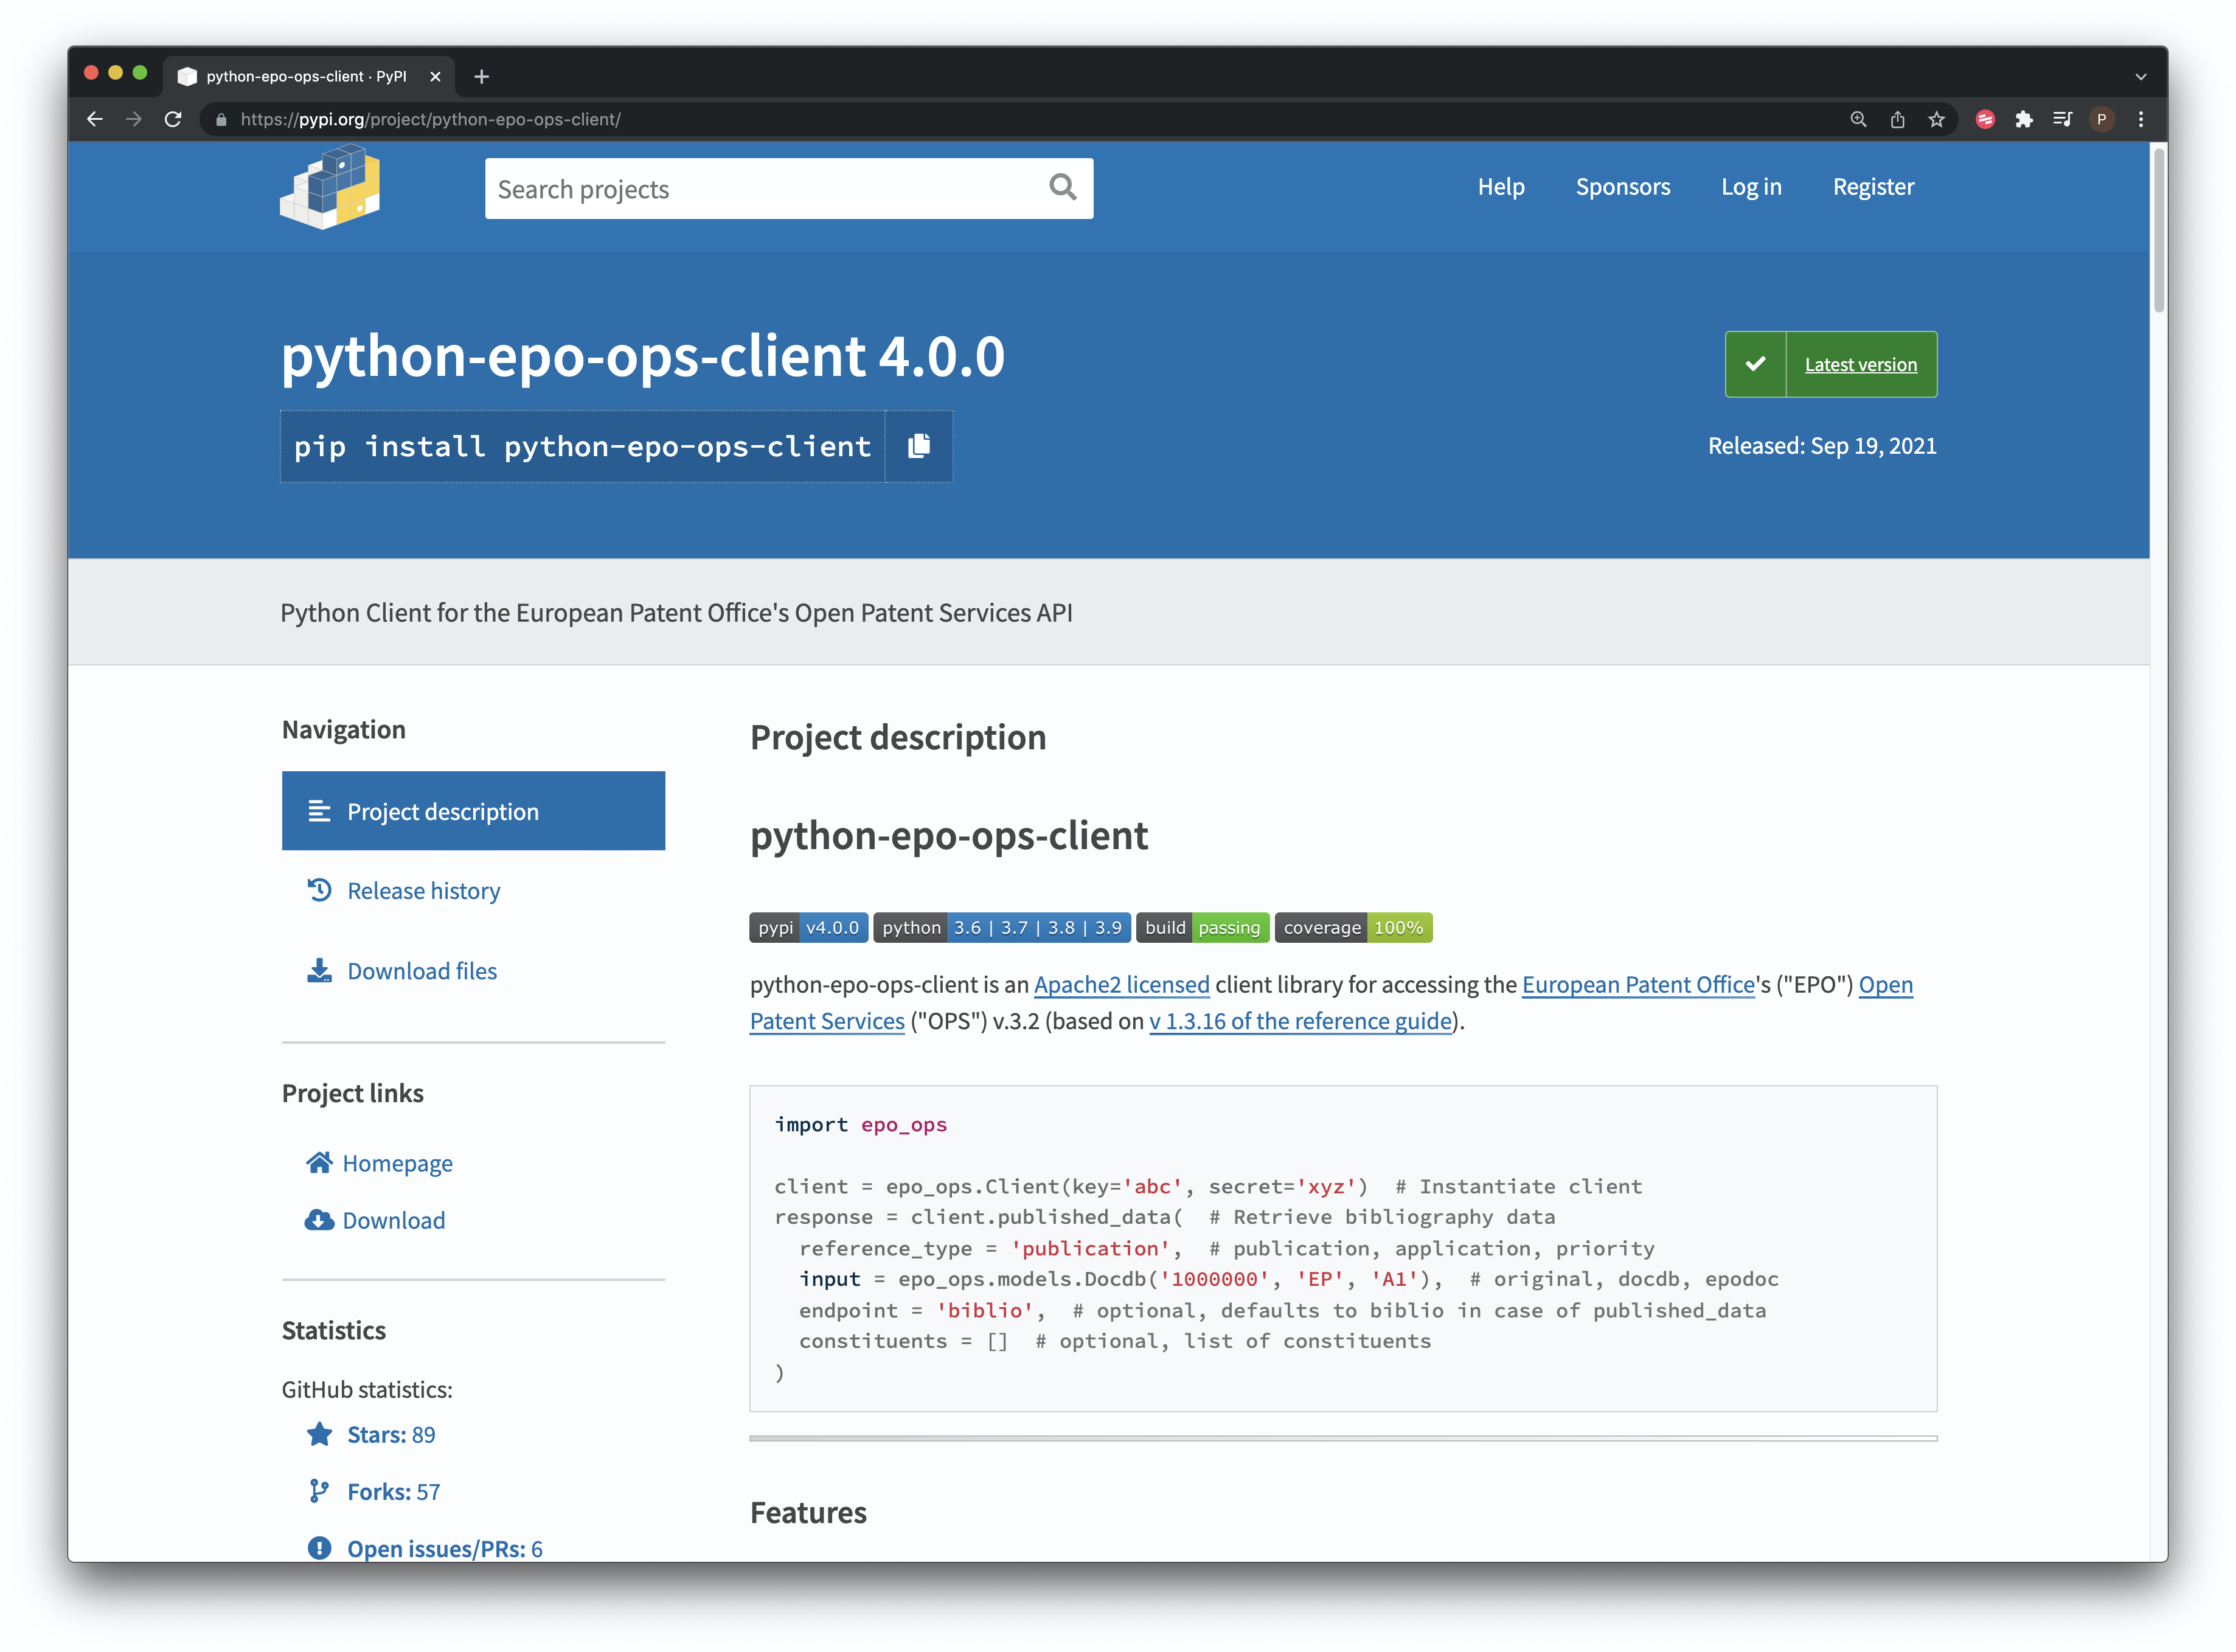 python-epo-ops-client · PyPI
https://pypi.org/project/python-epo-ops-client/
P
Search projects
Help
Sponsors
Log in
Register
python-epo-ops-client 4.0.0
Latest version
pip install python-epo-ops-client
Released: Sep 19, 2021
Python Client for the European Patent Office's Open Patent Services API
Navigation
Project description
Release history
Download files
Project links
Homepage
Download
Statistics
GitHub statistics:
Stars: 89
Forks: 57
Open issues/PRs: 6
Project description
python-epo-ops-client
pypi v4.0.0 python 3.6 | 3.7 | 3.8 | 3.9 build passing coverage 100%
python-epo-ops-client is an Apache2 licensed client library for accessing the European Patent Office's ("EPO") Open
Patent Services ("OPS") v.3.2 (based on v 1.3.16 of the reference guide).
import epo_ops
client = epo_ops.Client(key='abc', secret='xyz')  # Instantiate client
response = client.published_data(  # Retrieve bibliography data
  reference_type = 'publication',  # publication, application, priority
  input = epo_ops.models.Docdb('1000000', 'EP', 'A1'),  # original, docdb, epodoc
  endpoint = 'biblio',  # optional, defaults to biblio in case of published_data
  constituents = []  # optional, list of constituents
)
Features